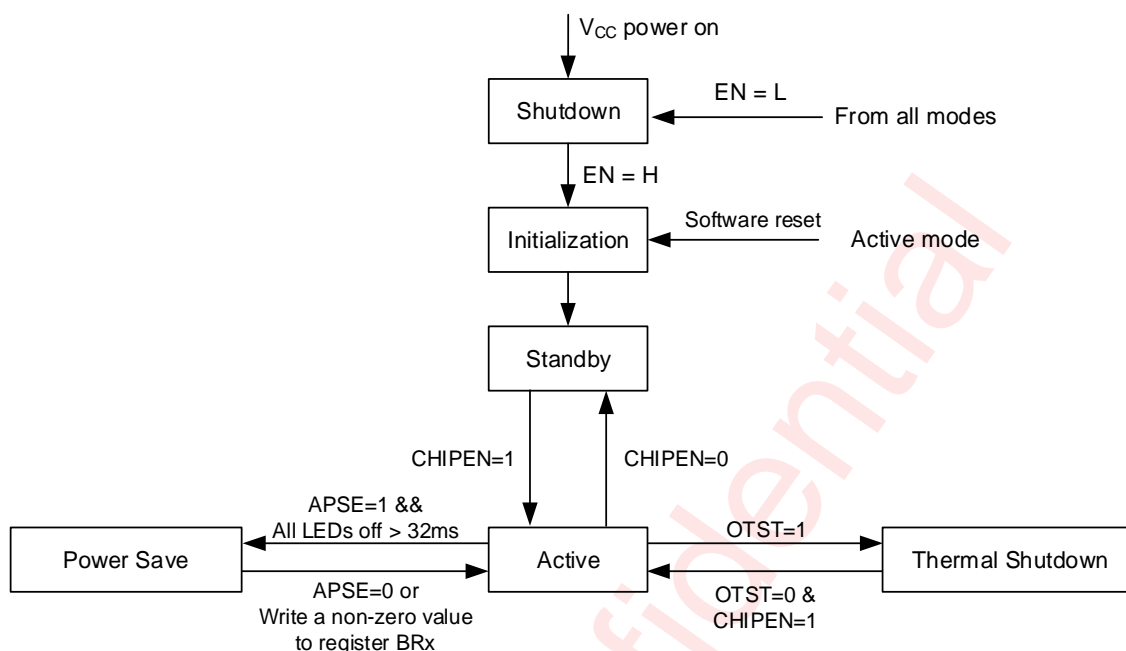 VCC power on
Shutdown
EN = L
From all modes
EN = H
Initialization
Software reset
Active mode
Standby
CHIPEN=1
CHIPEN=0
APSE=1 &&
All LEDs off > 32ms
OTST=1
Power Save
Active
Thermal Shutdown
APSE=0 or
Write a non-zero value
to register BRx
OTST=0 &
CHIPEN=1
fidential